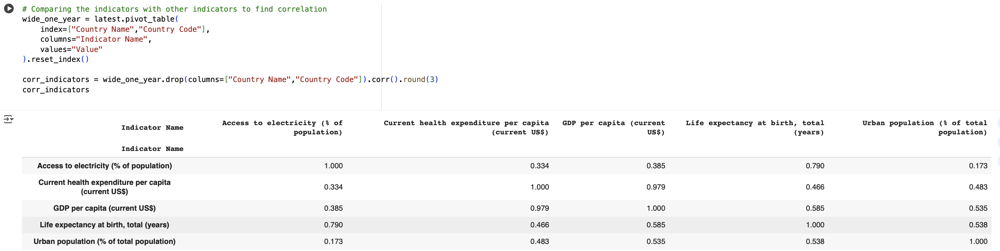 # Comparing the indicators with other indicators to find correlation
wide_one_year = latest.pivot_table(
    index=["Country Name","Country Code"],
    columns="Indicator Name",
    values="Value"
).reset_index()
corr_indicators = wide_one_year.drop(columns=["Country Name","Country Code"]).corr().round(3)
corr_indicators
Indicator Name Access to electricity (% of population) Current health expenditure per capita (current US$) GDP per capita (current US$) Life expectancy at birth, total (years) Urban population (% of total population)
Indicator Name
Access to electricity (% of population) 1.000 0.334 0.385 0.790 0.173
Current health expenditure per capita (current US$) 0.334 1.000 0.979 0.466 0.483
GDP per capita (current US$) 0.385 0.979 1.000 0.585 0.535
Life expectancy at birth, total (years) 0.790 0.466 0.585 1.000 0.538
Urban population (% of total population) 0.173 0.483 0.535 0.538 1.000